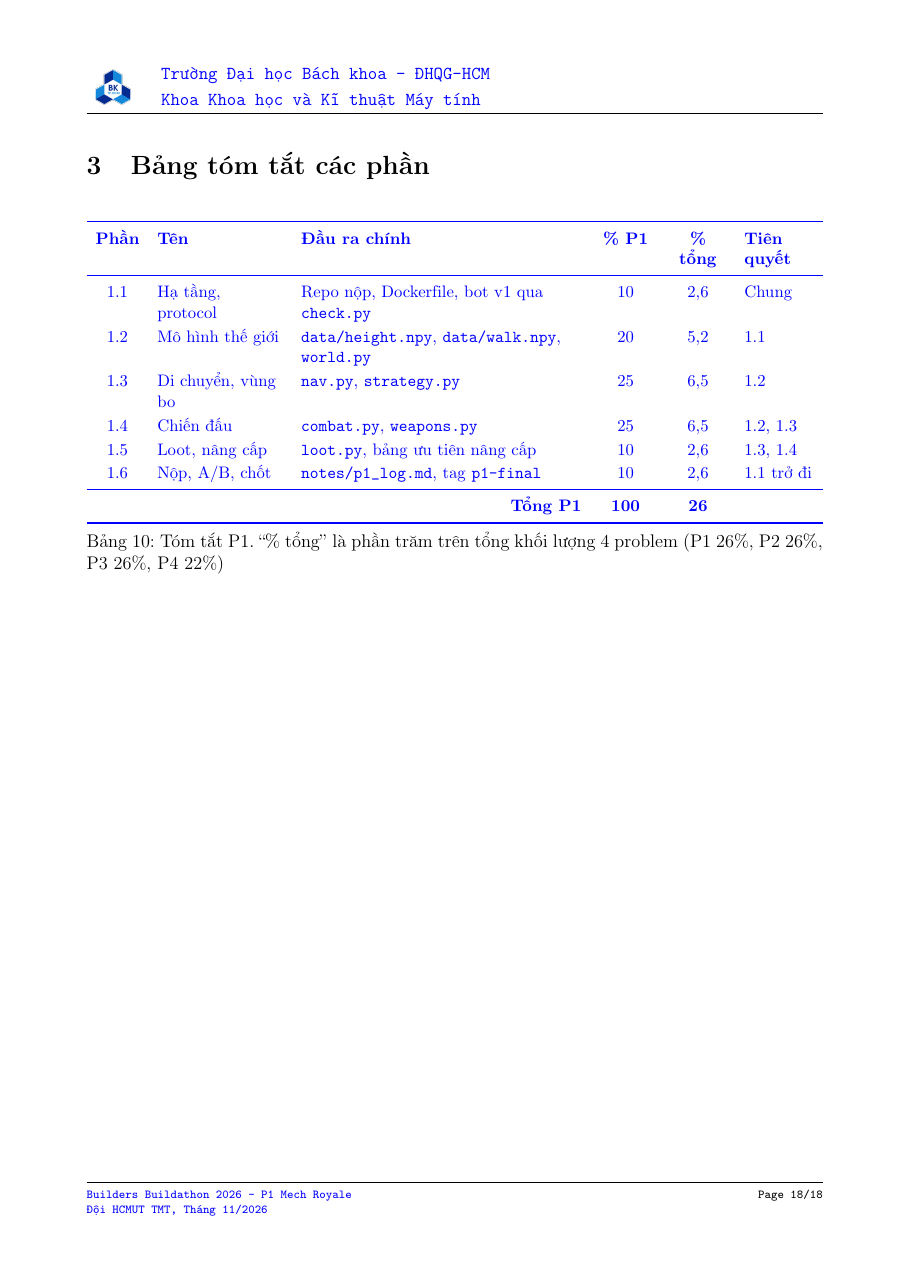 BK
Trường Đại học Bách khoa - ĐHQG-HCM
Khoa Khoa học và Kĩ thuật Máy tính
3 Bảng tóm tắt các phần
Phần Tên Đầu ra chính % P1 % tổng Tiên quyết
1.1 Hạ tầng, protocol Repo nộp, Dockerfile, bot v1 qua check.py 10 2,6 Chung
1.2 Mô hình thế giới data/height.npy, data/walk.npy, world.py 20 5,2 1.1
1.3 Di chuyển, vùng bo nav.py, strategy.py 25 6,5 1.2
1.4 Chiến đấu combat.py, weapons.py 25 6,5 1.2, 1.3
1.5 Loot, nâng cấp loot.py, bảng ưu tiên nâng cấp 10 2,6 1.3, 1.4
1.6 Nộp, A/B, chốt notes/p1_log.md, tag p1-final 10 2,6 1.1 trở đi
Tổng P1 100 26
Bảng 10: Tóm tắt P1. “% tổng” là phần trăm trên tổng khối lượng 4 problem (P1 26%, P2 26%,
P3 26%, P4 22%)
Builders Buildathon 2026 - P1 Mech Royale Page 18/18
Đội HCMUT TMT, Tháng 11/2026